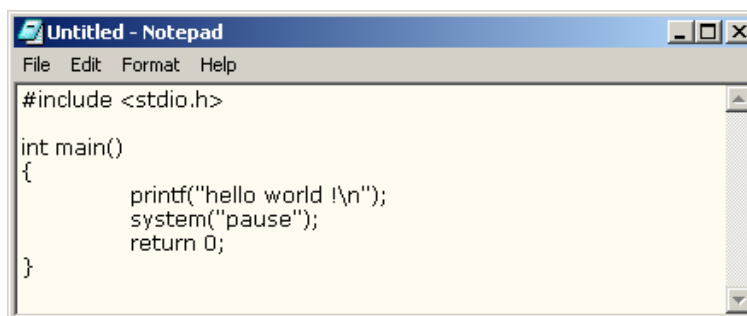 Untitled - Notepad
File Edit Format Help
#include <stdio.h>

int main()
{
          printf("hello world !\n");
          system("pause");
          return 0;
}